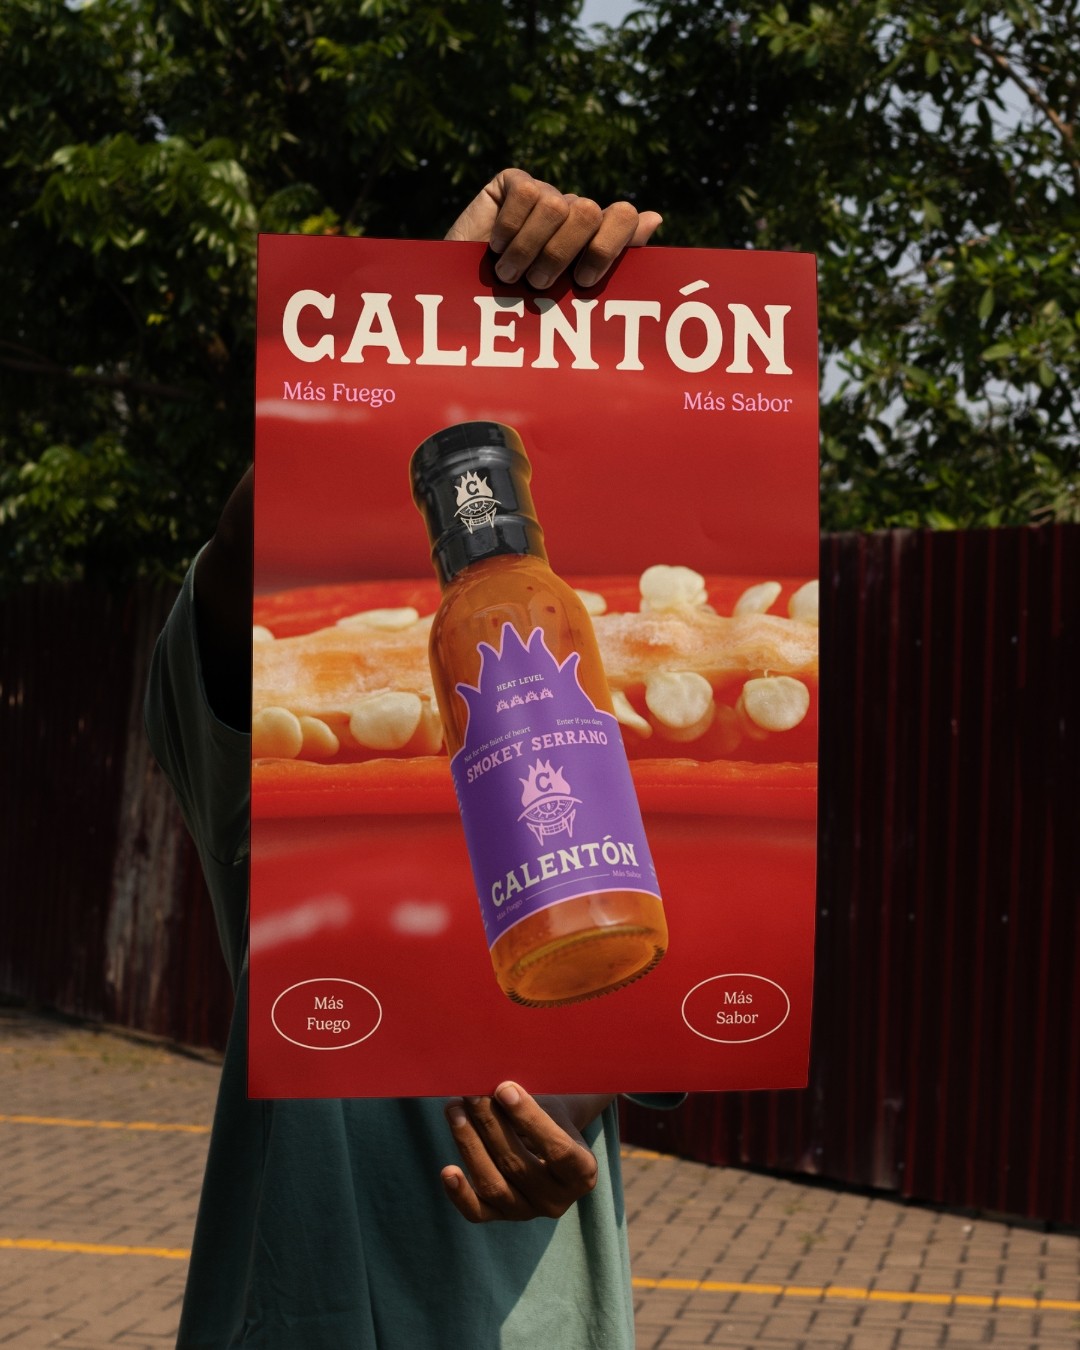 CALENTÓN
Más Fuego
Más Sabor
C
HEAT LEVEL
Not for the faint of heart
Enter if you dare
SMOKEY SERRANO
C
CALENTÓN
Más Fuego
Más Sabor
Más
Fuego
Más
Sabor